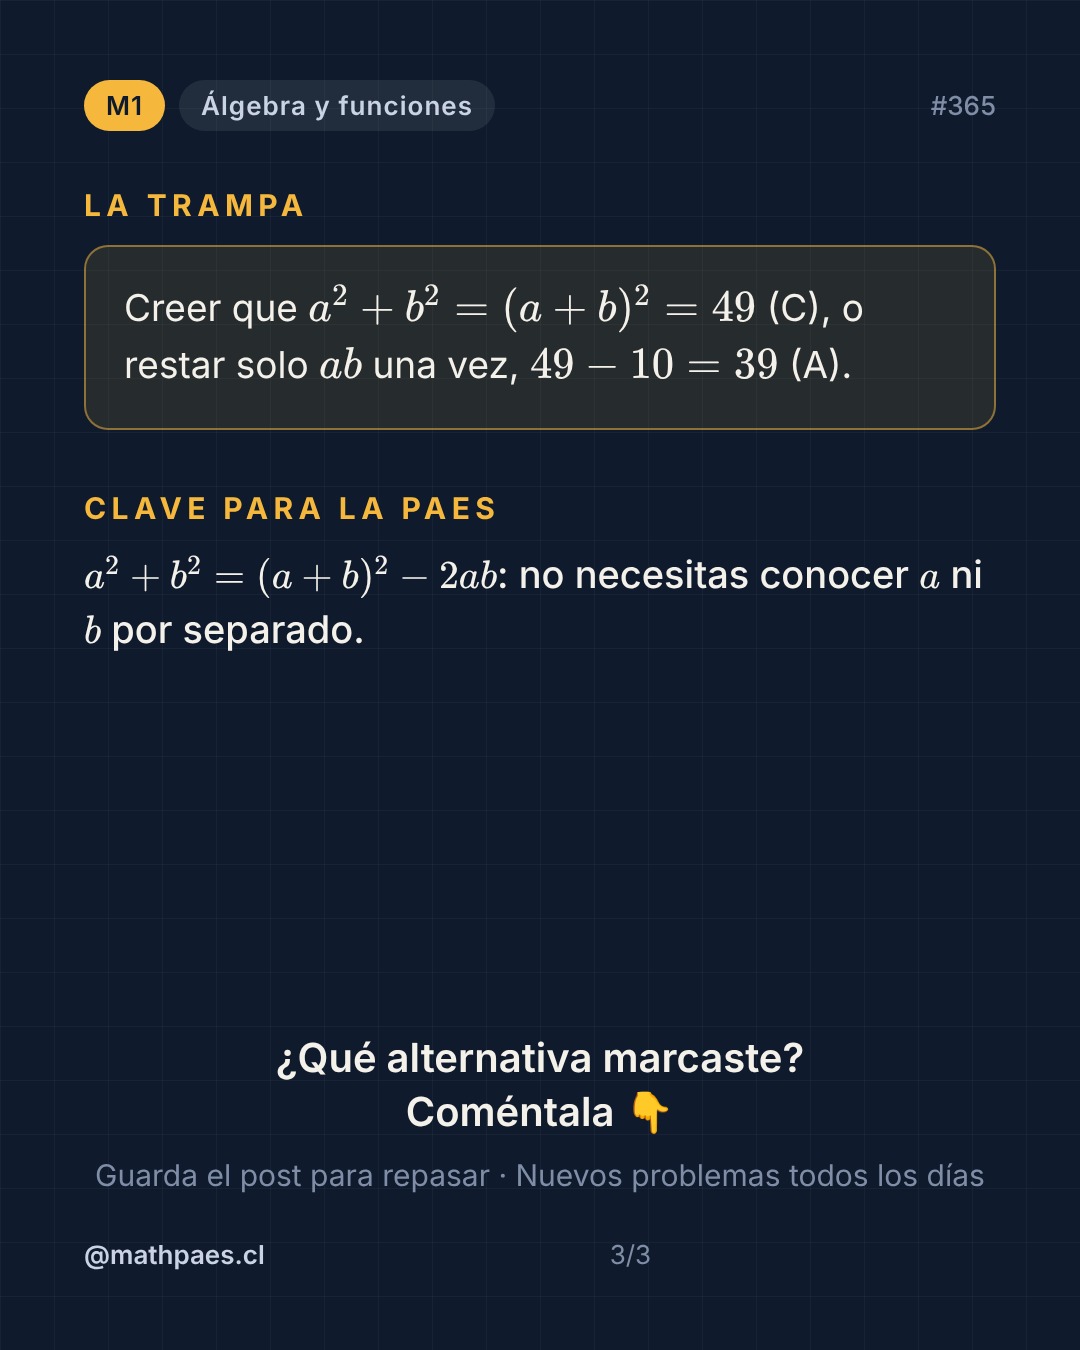 M1 Álgebra y funciones #365
LA TRAMPA
Creer que a² + b² = (a + b)² = 49 (C), o
restar solo ab una vez, 49 − 10 = 39 (A).
CLAVE PARA LA PAES
a² + b² = (a + b)² − 2ab: no necesitas conocer a ni
b por separado.
¿Qué alternativa marcaste?
Coméntala 👇
Guarda el post para repasar · Nuevos problemas todos los días
@mathpaes.cl 3/3